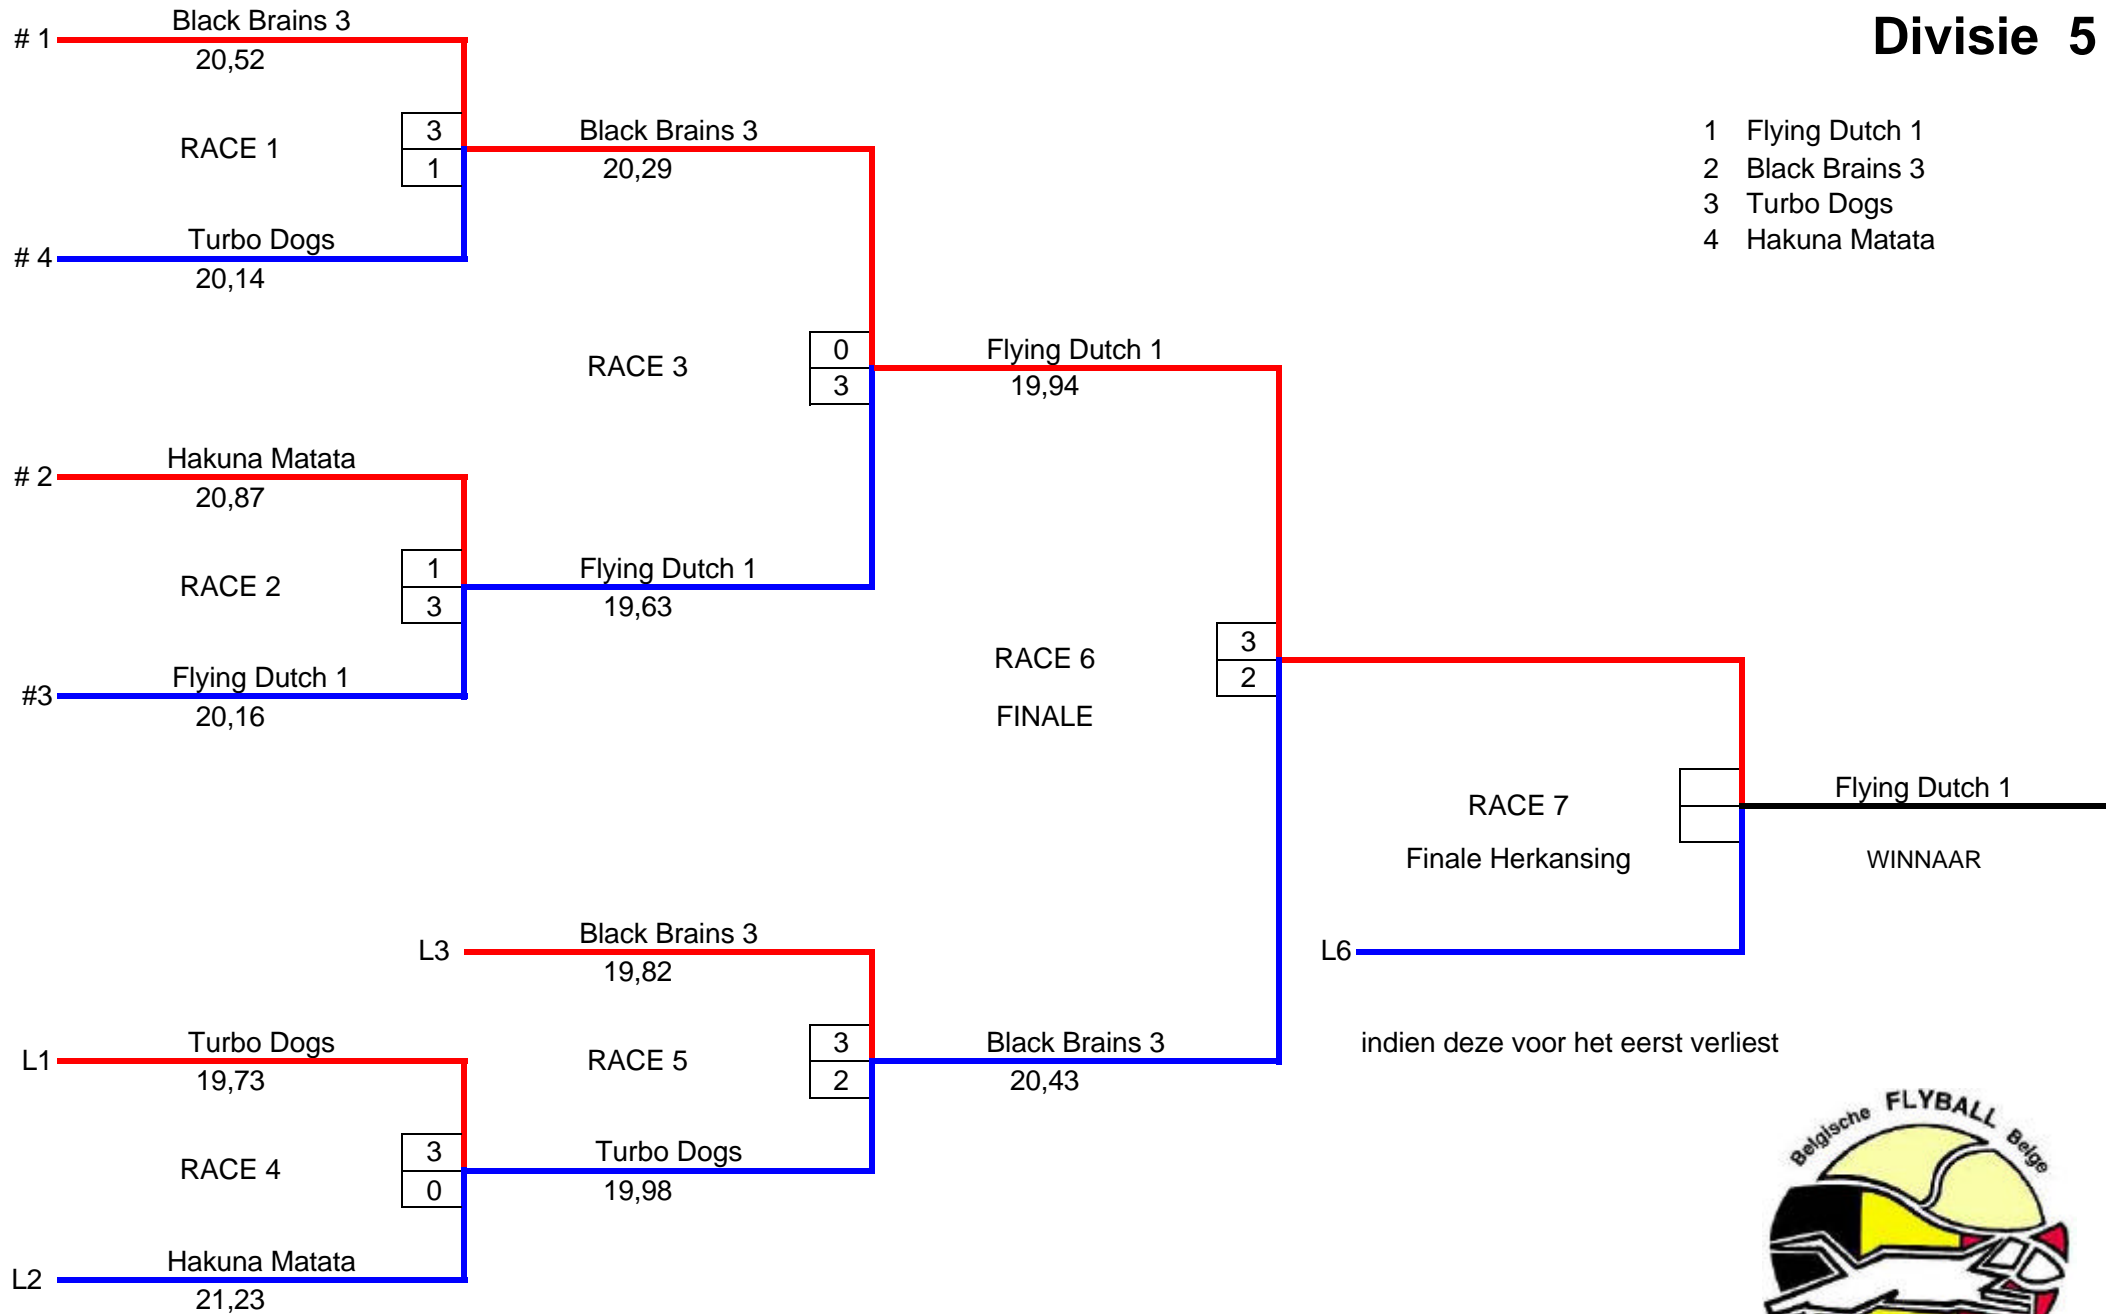 Divisie 5
# 1
Black Brains 3
20,52
RACE 1
3
1
# 4
Turbo Dogs
20,14
Black Brains 3
20,29
1 Flying Dutch 1
2 Black Brains 3
3 Turbo Dogs
4 Hakuna Matata
RACE 3
0
3
Flying Dutch 1
19,94
# 2
Hakuna Matata
20,87
RACE 2
1
3
#3
Flying Dutch 1
20,16
Flying Dutch 1
19,63
RACE 6
FINALE
3
2
RACE 7
Finale Herkansing
Flying Dutch 1
WINNAAR
L3
Black Brains 3
19,82
L6
indien deze voor het eerst verliest
L1
Turbo Dogs
19,73
RACE 5
3
2
Black Brains 3
20,43
RACE 4
3
0
Turbo Dogs
19,98
L2
Hakuna Matata
21,23
Belgische FLYBALL Belge